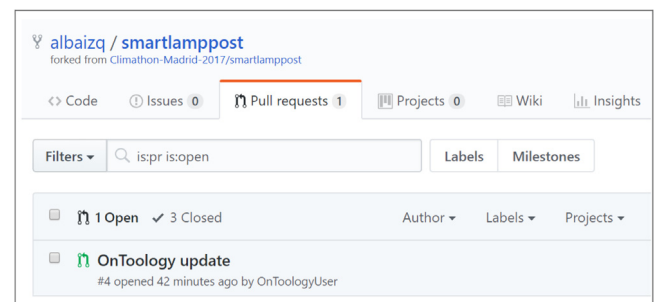 albaizq / smartlamppost
forked from Climathon-Madrid-2017/smartlamppost
Code Issues 0 Pull requests 1 Projects 0 Wiki Insights
Filters is:pr is:open Labels Milestones
1 Open 3 Closed Author Labels Projects
OnToology update
#4 opened 42 minutes ago by OnToologyUser